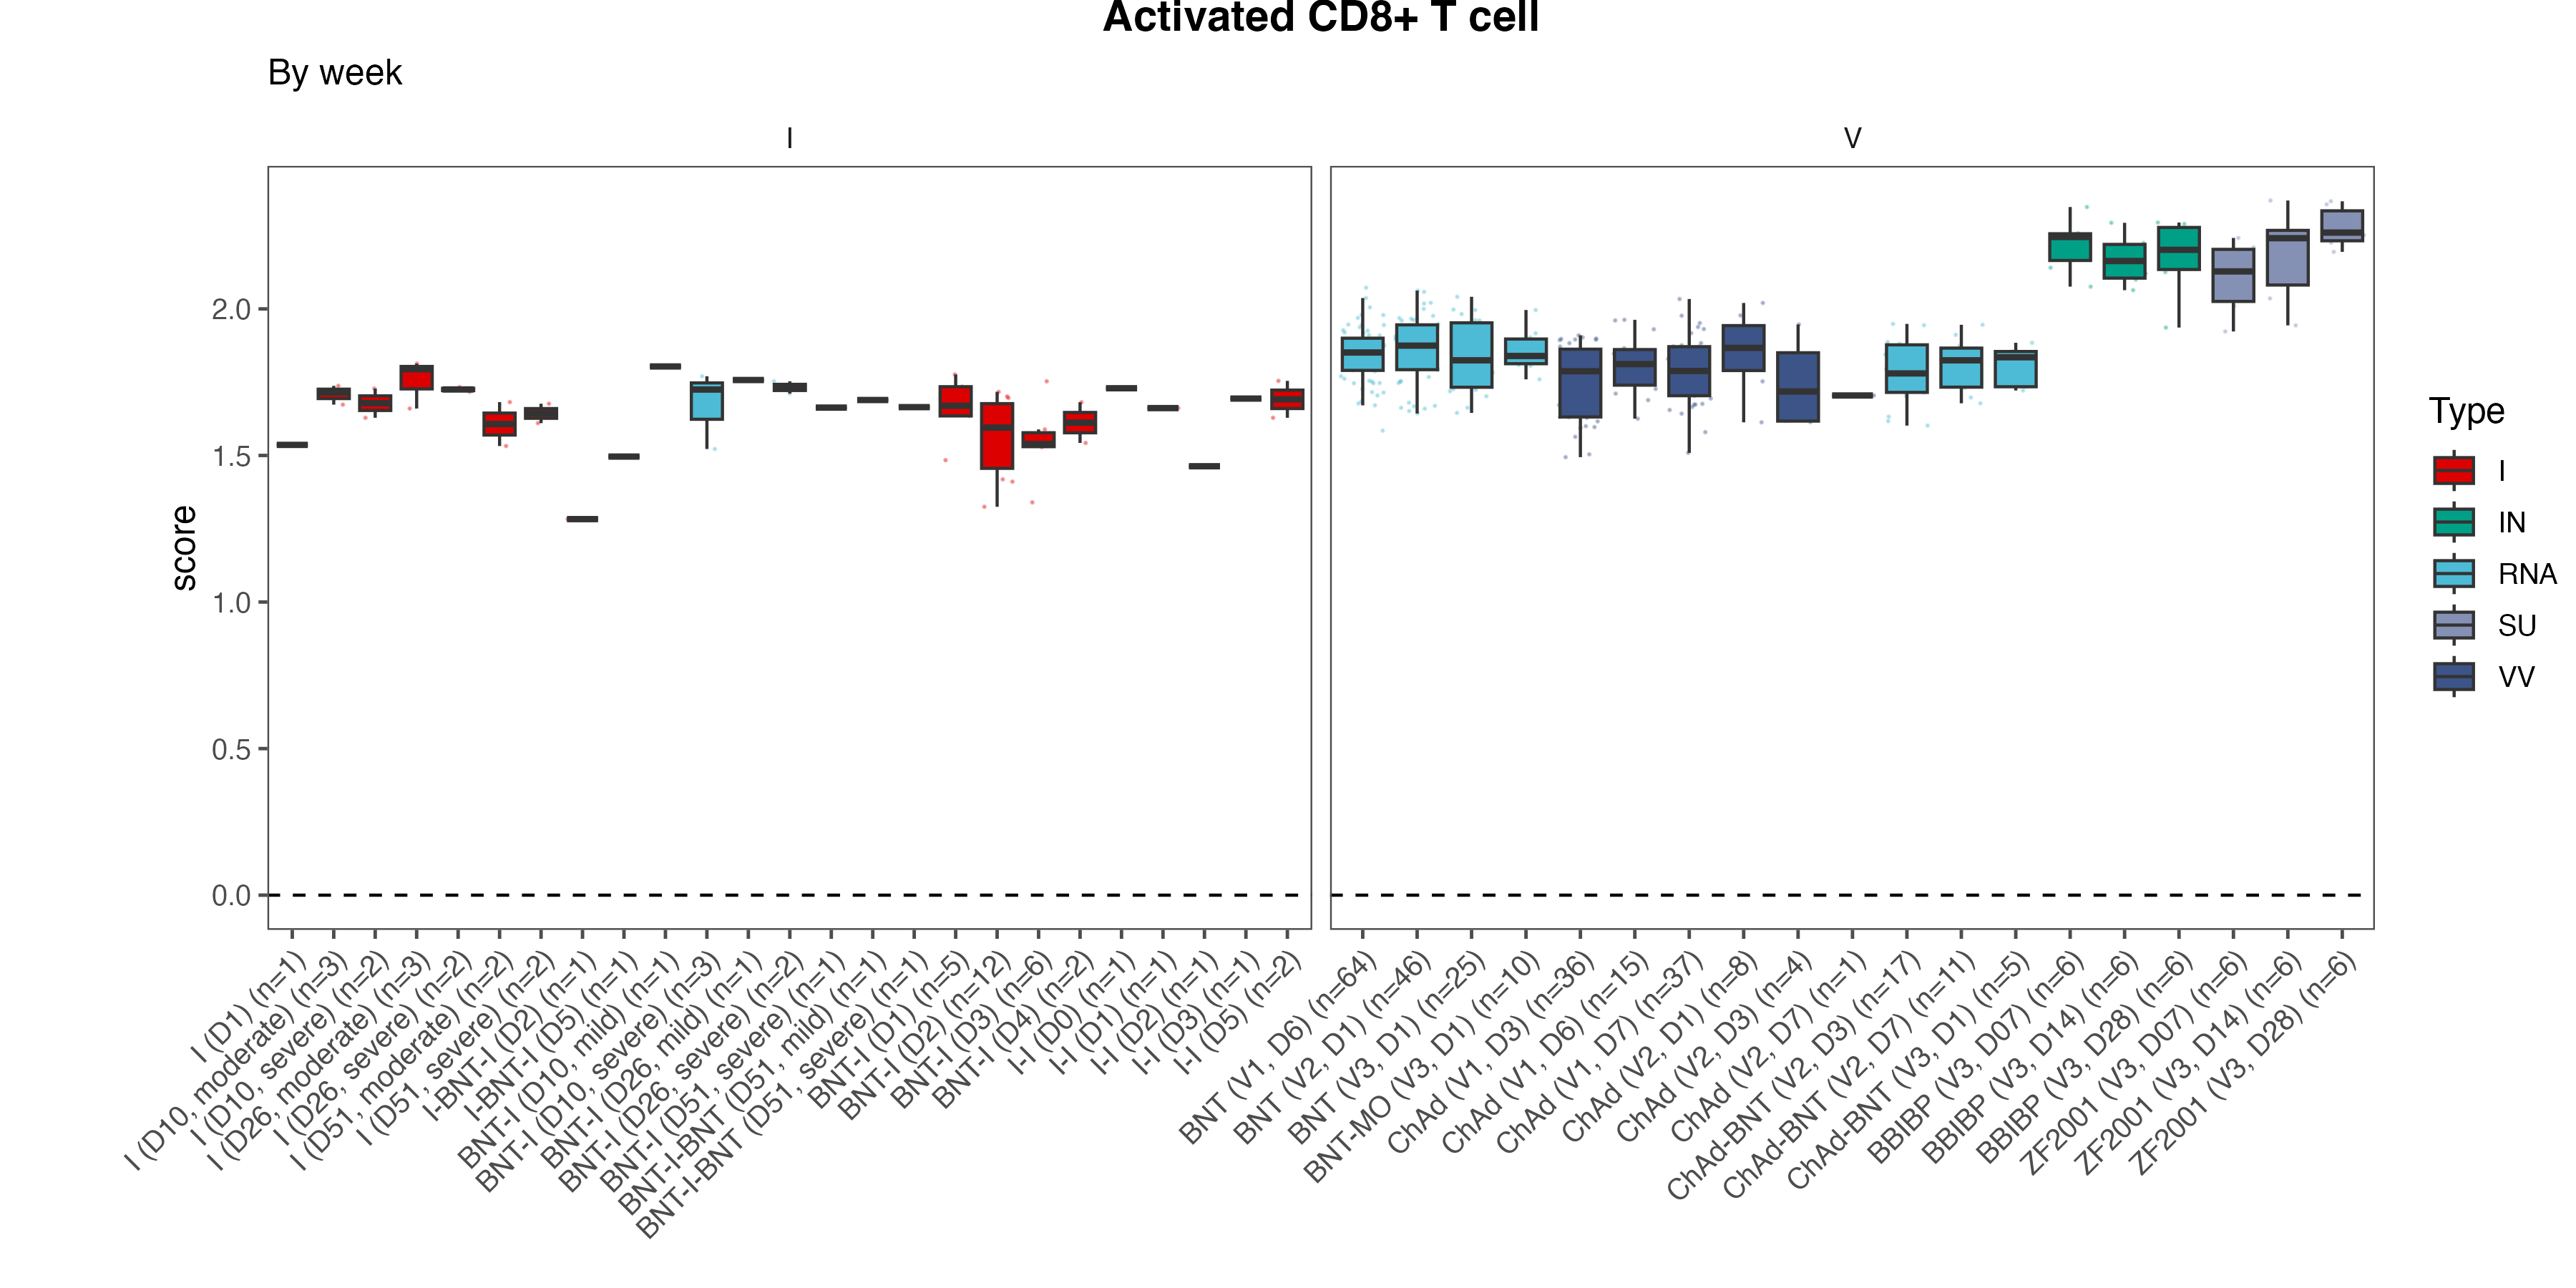 Activated CD8+ T cell
By week
I
V
score
2.0
1.5
1.0
0.5
0.0
I (D1) (n=1)
I (D10, moderate) (n=3)
I (D10, severe) (n=2)
I (D26, moderate) (n=3)
I (D26, severe) (n=2)
I (D51, moderate) (n=2)
I (D51, severe) (n=2)
I-BNT-I (D2) (n=1)
I-BNT-I (D5) (n=1)
BNT-I (D10, mild) (n=1)
BNT-I (D10, severe) (n=3)
BNT-I (D26, mild) (n=1)
BNT-I (D26, severe) (n=2)
BNT-I (D51, severe) (n=1)
BNT-I-BNT (D51, mild) (n=1)
BNT-I-BNT (D51, severe) (n=1)
BNT-I (D1) (n=5)
BNT-I (D2) (n=12)
BNT-I (D3) (n=6)
BNT-I (D4) (n=2)
I-I (D0) (n=1)
I-I (D1) (n=1)
I-I (D2) (n=1)
I-I (D3) (n=1)
I-I (D5) (n=2)
BNT (V1, D6) (n=64)
BNT (V2, D1) (n=46)
BNT (V3, D1) (n=25)
BNT-MO (V3, D1) (n=10)
ChAd (V1, D3) (n=36)
ChAd (V1, D6) (n=15)
ChAd (V1, D7) (n=37)
ChAd (V2, D1) (n=8)
ChAd (V2, D3) (n=4)
ChAd (V2, D7) (n=1)
ChAd-BNT (V2, D3) (n=17)
ChAd-BNT (V2, D7) (n=11)
ChAd-BNT (V3, D1) (n=5)
BBIBP (V3, D07) (n=6)
BBIBP (V3, D14) (n=6)
BBIBP (V3, D28) (n=6)
ZF2001 (V3, D07) (n=6)
ZF2001 (V3, D14) (n=6)
ZF2001 (V3, D28) (n=6)
Type
I
IN
RNA
SU
VV